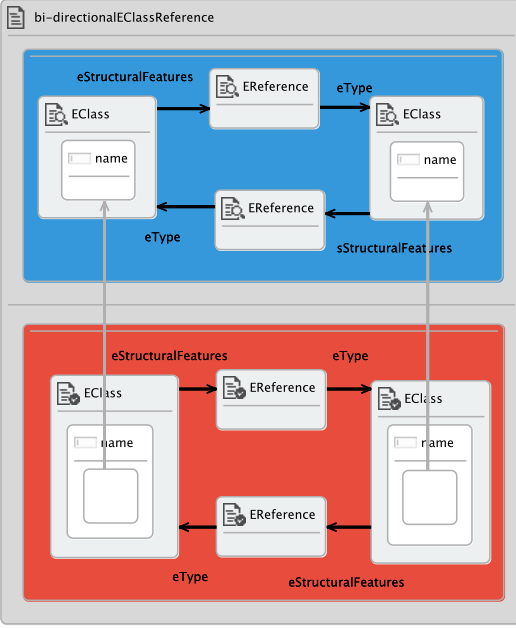 bi-directionalEClassReference
eStructuralFeatures
EReference
eType
EClass
EClass
name
name
EReference
eType
sStructuralFeatures
eStructuralFeatures
eType
EClass
EReference
EClass
name
name
EReference
eType
eStructuralFeatures